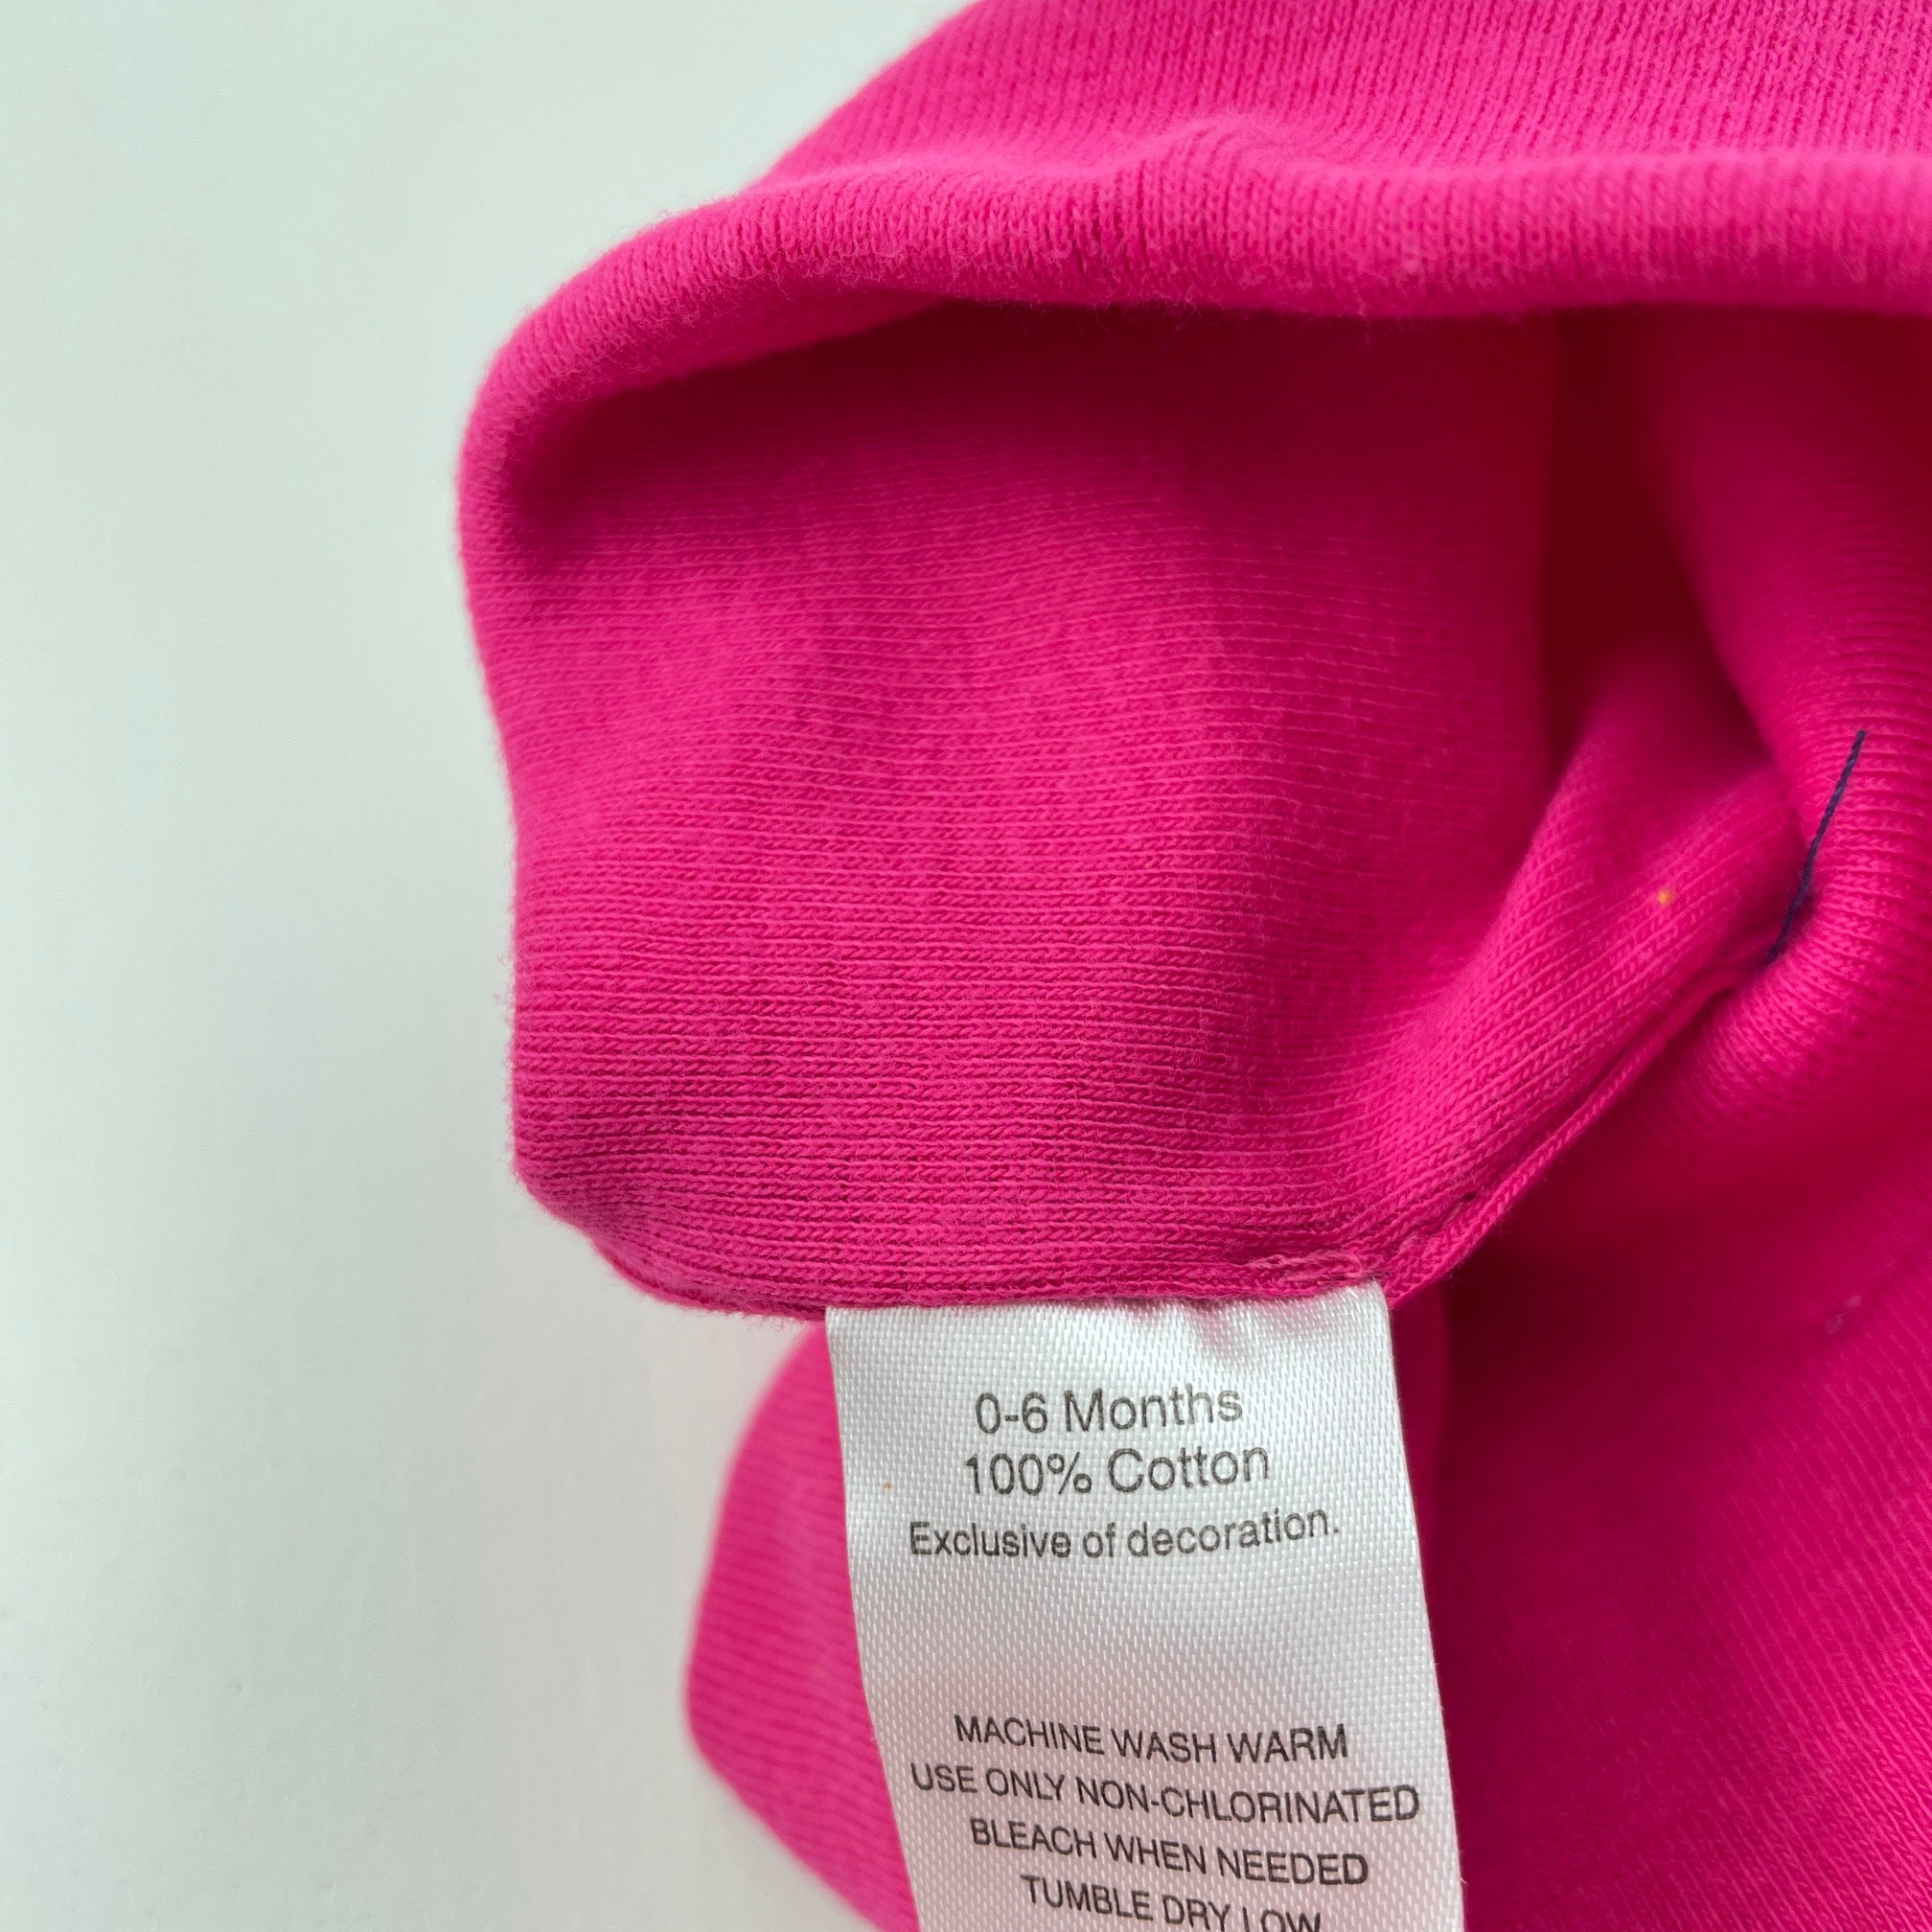 0-6 Months
100% Cotton
Exclusive of decoration.
MACHINE WASH WARM
USE ONLY NON-CHLORINATED
BLEACH WHEN NEEDED
TUMBLE DRY LOW